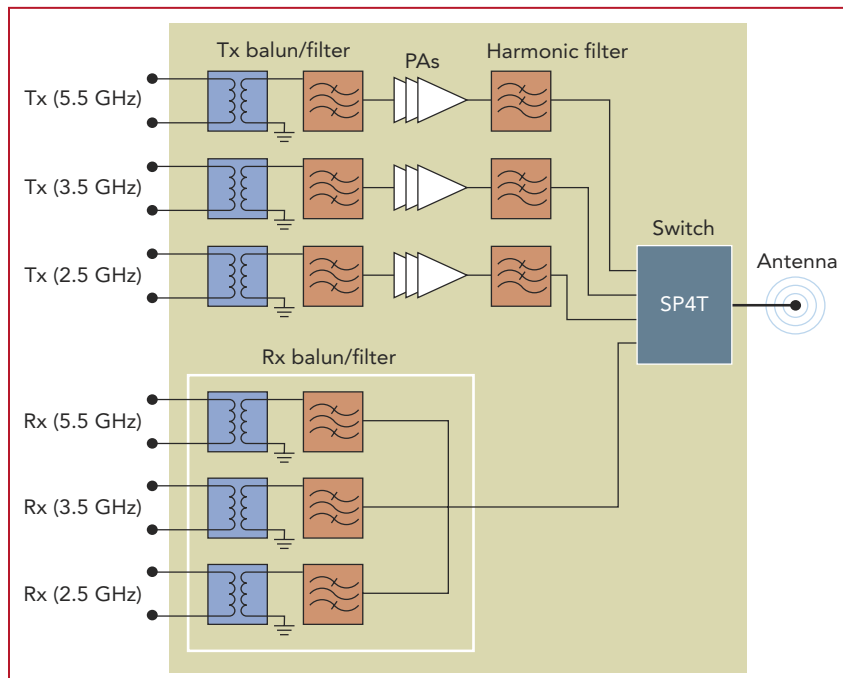 Tx balun/filter
PAs
Harmonic filter
Tx (5.5 GHz)
Tx (3.5 GHz)
Tx (2.5 GHz)
Switch
SP4T
Antenna
Rx balun/filter
Rx (5.5 GHz)
Rx (3.5 GHz)
Rx (2.5 GHz)